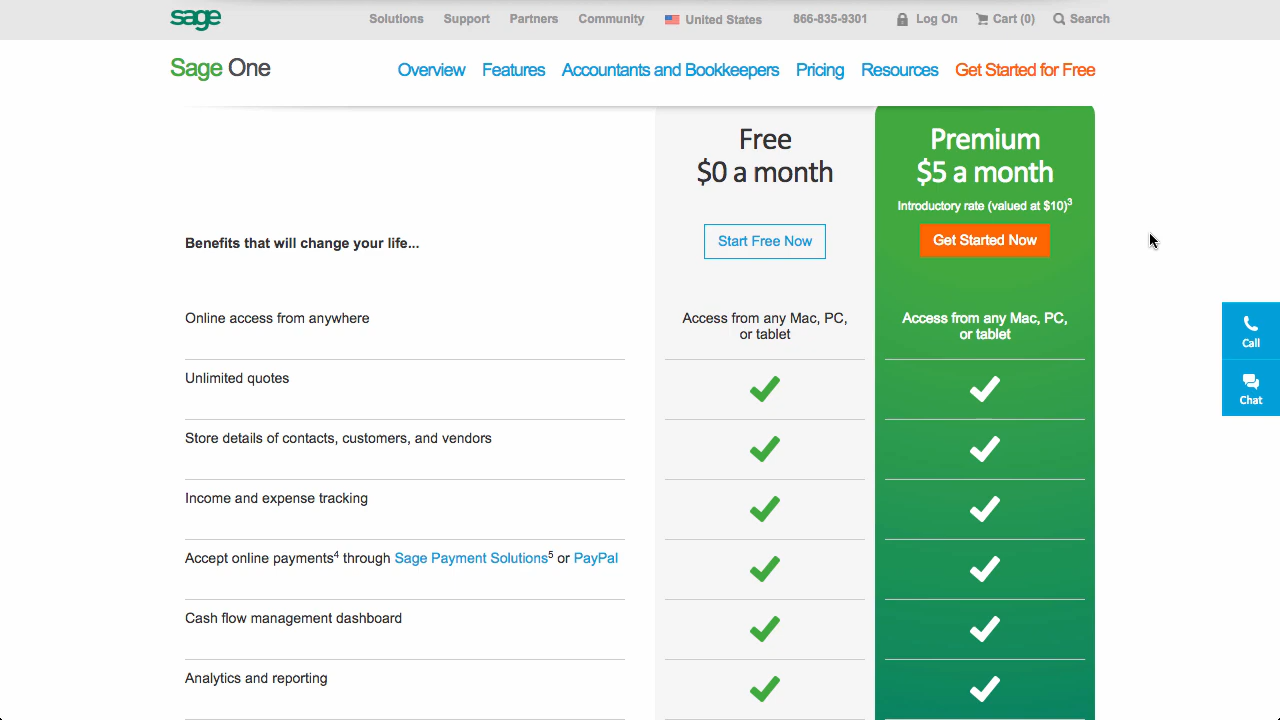 sage
Solutions Support Partners Community United States 866-835-9301 Log On Cart (0) Search
Sage One
Overview Features Accountants and Bookkeepers Pricing Resources Get Started for Free
Free
$0 a month
Start Free Now
Premium
$5 a month
Introductory rate (valued at $10)3
Get Started Now
Benefits that will change your life...
Call
Chat
Online access from anywhere
Access from any Mac, PC,
or tablet
Access from any Mac, PC,
or tablet
Unlimited quotes
Store details of contacts, customers, and vendors
Income and expense tracking
Accept online payments4 through Sage Payment Solutions5 or PayPal
Cash flow management dashboard
Analytics and reporting